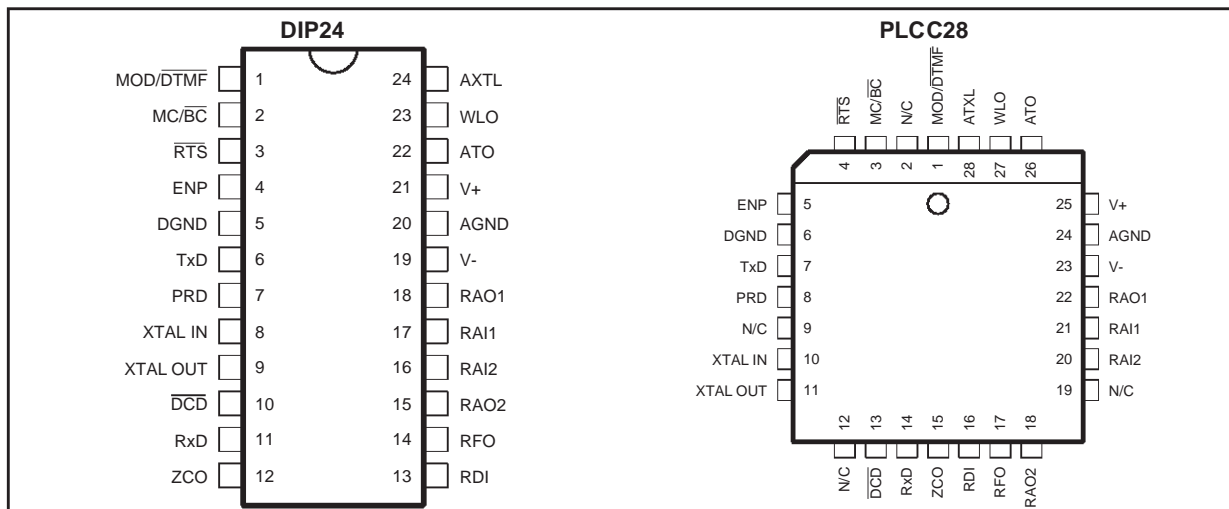 DIP24
MOD/DTMF 1 24 AXTL
MC/BC 2 23 WLO
RTS 3 22 ATO
ENP 4 21 V+
DGND 5 20 AGND
TxD 6 19 V-
PRD 7 18 RAO1
XTAL IN 8 17 RAI1
XTAL OUT 9 16 RAI2
DCD 10 15 RAO2
RxD 11 14 RFO
ZCO 12 13 RDI
PLCC28
RTS MC/BC N/C MOD/DTMF ATXL WLO ATO
4 3 2 1 28 27 26
ENP 5 25 V+
DGND 6 24 AGND
TxD 7 23 V-
PRD 8 22 RAO1
N/C 9 21 RAI1
XTAL IN 10 20 RAI2
XTAL OUT 11 19 N/C
12 13 14 15 16 17 18
N/C DCD RxD ZCO RDI RFO RAO2